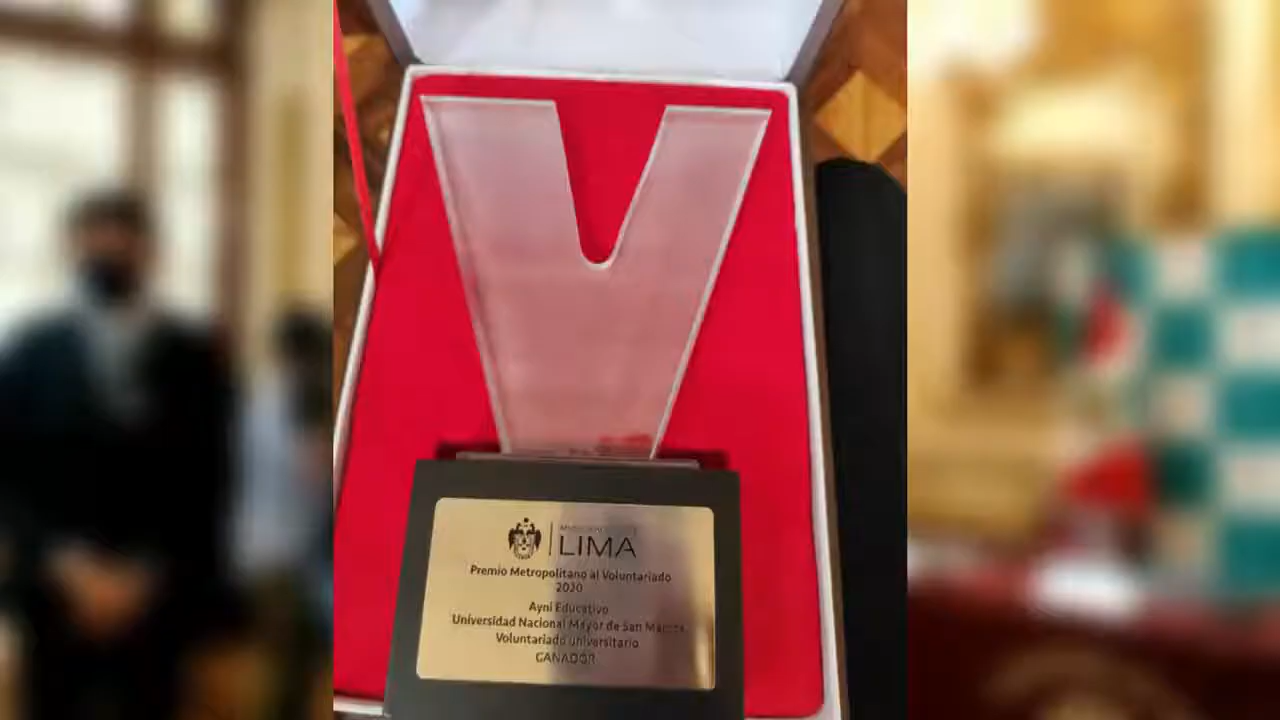 LIMA
Premio Metropolitano al Voluntariado
2020
Ayni Educativo
Universidad Nacional Mayor de San Marcos
Voluntariado universitario
GANADOR